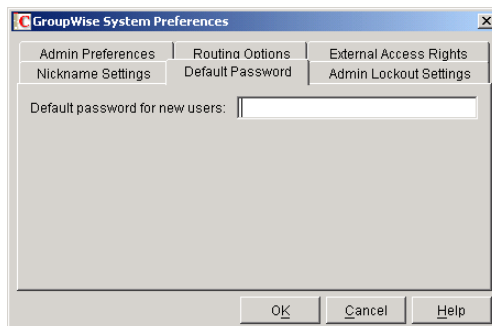 GroupWise System Preferences
Admin Preferences Routing Options External Access Rights
Nickname Settings Default Password Admin Lockout Settings
Default password for new users:
OK Cancel Help